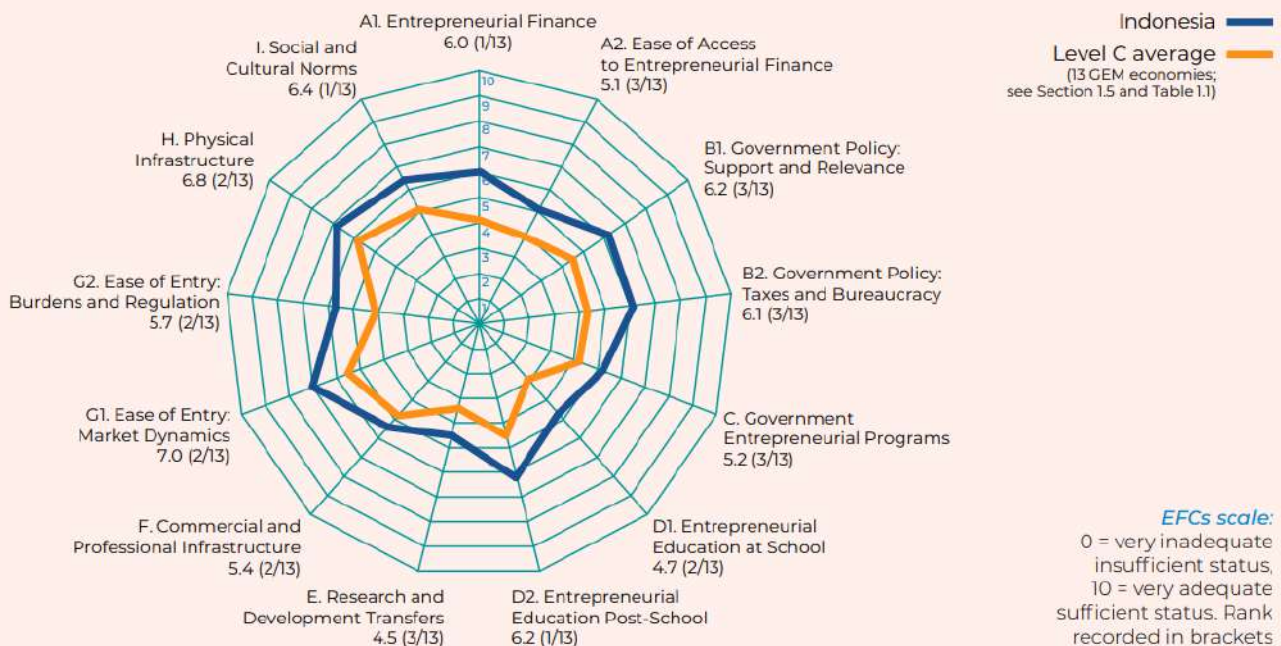 A1. Entrepreneurial Finance
6.0 (1/13)
A2. Ease of Access
to Entrepreneurial Finance
5.1 (3/13)
B1. Government Policy:
Support and Relevance
6.2 (3/13)
B2. Government Policy:
Taxes and Bureaucracy
6.1 (3/13)
C. Government
Entrepreneurial Programs
5.2 (3/13)
D1. Entrepreneurial
Education at School
4.7 (2/13)
D2. Entrepreneurial
Education Post-School
6.2 (1/13)
E. Research and
Development Transfers
4.5 (3/13)
F. Commercial and
Professional Infrastructure
5.4 (2/13)
G1. Ease of Entry:
Market Dynamics
7.0 (2/13)
G2. Ease of Entry:
Burdens and Regulation
5.7 (2/13)
H. Physical
Infrastructure
6.8 (2/13)
I. Social and
Cultural Norms
6.4 (1/13)
10
9
8
7
6
5
4
3
2
1
Indonesia
Level C average
(13 GEM economies;
see Section 1.5 and Table 1.1)
EFCs scale:
0 = very inadequate
insufficient status,
10 = very adequate
sufficient status. Rank
recorded in brackets